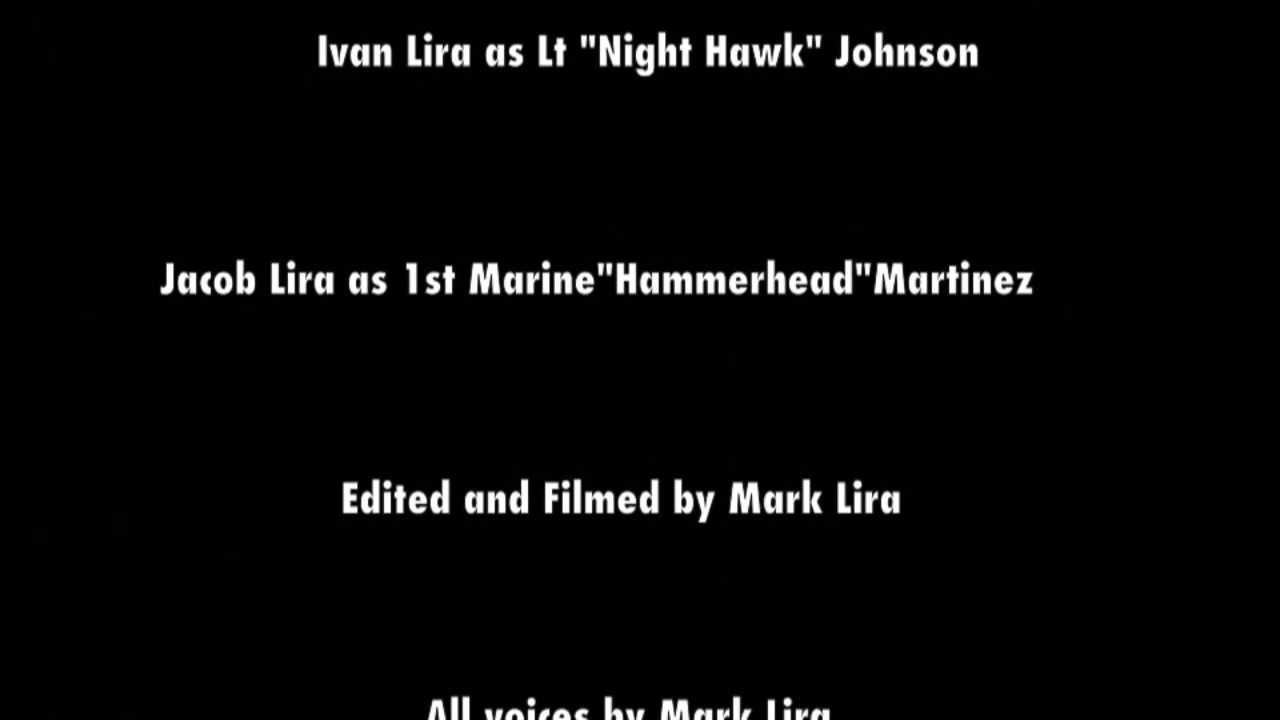 Ivan Lira as Lt "Night Hawk" Johnson
Jacob Lira as 1st Marine"Hammerhead"Martinez
Edited and Filmed by Mark Lira
All voices by Mark Lira